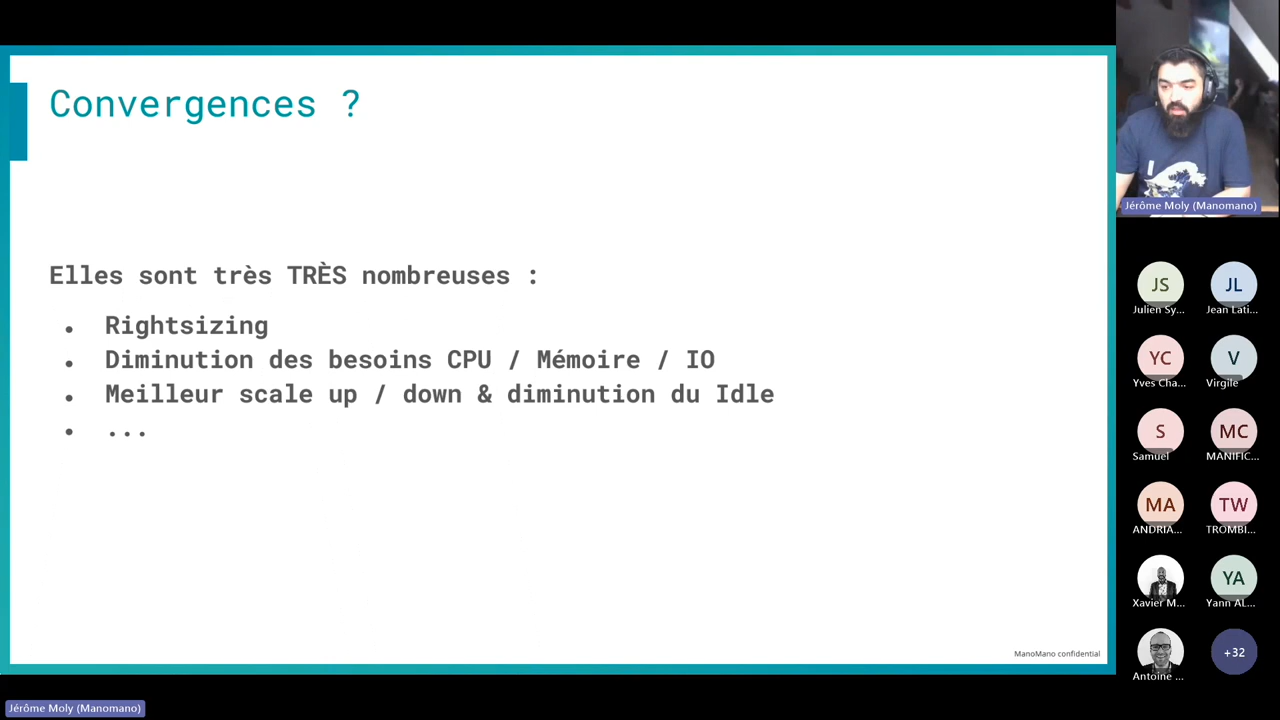 Convergences ?
Elles sont très TRÈS nombreuses :
• Rightsizing
• Diminution des besoins CPU / Mémoire / IO
• Meilleur scale up / down & diminution du Idle
• ...
ManoMano confidential
Jérôme Moly (Manomano)
JS
JL
Julien Sy...
Jean Lati...
YC
V
Yves Cha...
Virgile
S
MC
Samuel
MANIFIC...
MA
TW
ANDRIA...
TROMBI...
YA
Xavier M...
Yann AL...
+32
Antoine ...
Jérôme Moly (Manomano)